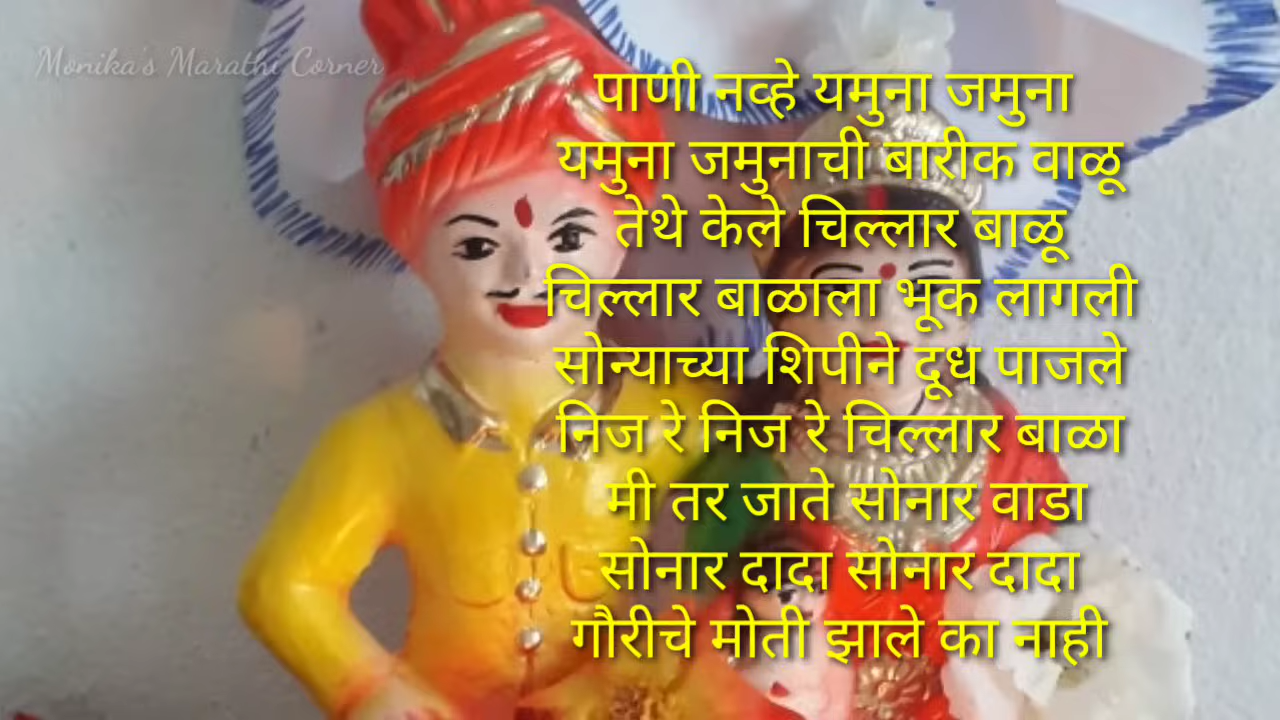 Monika's Marathi Corner
पाणी नव्हे यमुना जमुना
यमुना जमुनाची बारीक वाळू
तेथे केले चिल्लार बाळू
चिल्लार बाळाला भूक लागली
सोन्याच्या शिपीने दूध पाजले
निज रे निज रे चिल्लार बाळा
मी तर जाते सोनार वाडा
सोनार दादा सोनार दादा
गौरीचे मोती झाले का नाही